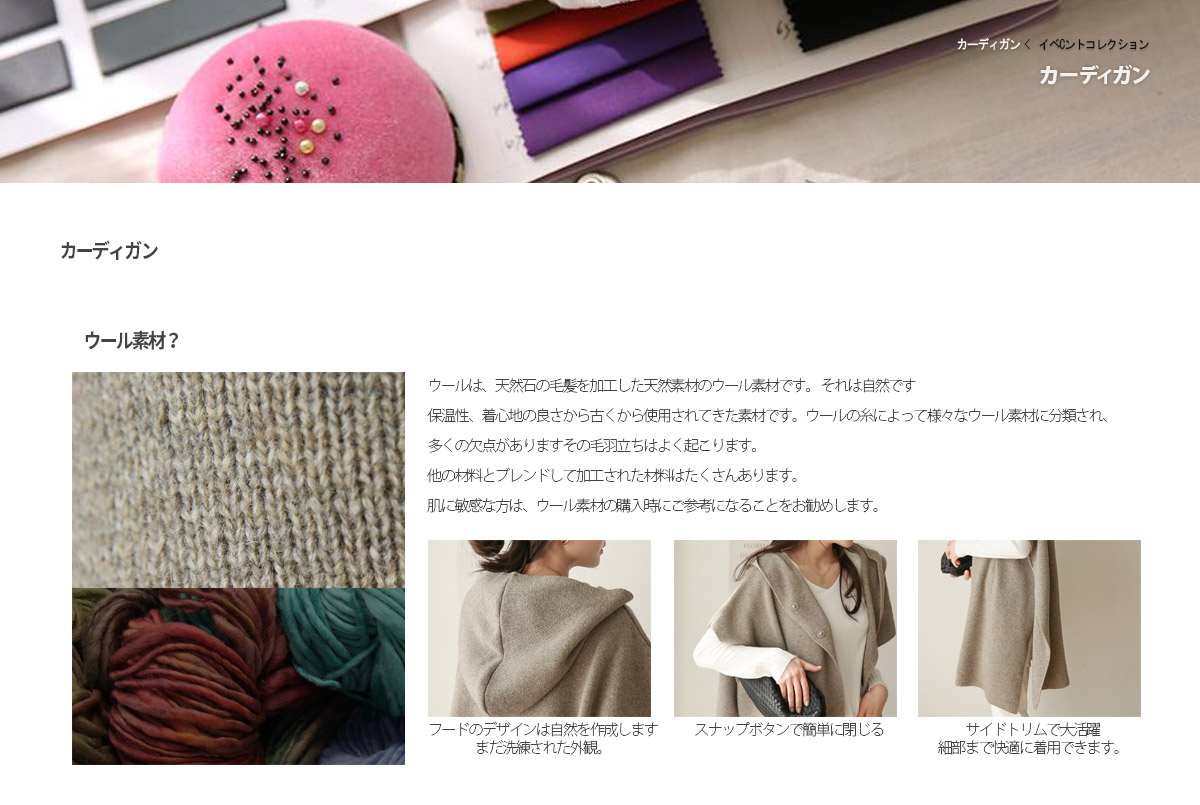 カーディガン < イベCントコレクション
カーディガン
カーディガン
ウール素材？
ウールは、天然石の毛髪を加工した天然素材のウール素材です。それは自然です
保温性、着心地の良さから古くから使用されてきた素材です。ウールの糸によって様々なウール素材に分類され、
多くの欠点がありますその毛羽立ちはよく起こります。
他の材料とブレンドして加工された材料はたくさんあります。
肌に敏感な方は、ウール素材の購入時にご参考になることをお勧めします。
フードのデザインは自然を作成します
まだ洗練された外観。
スナップボタンで簡単に閉じる
サイドトリムで大活躍
細部まで快適に着用できます。